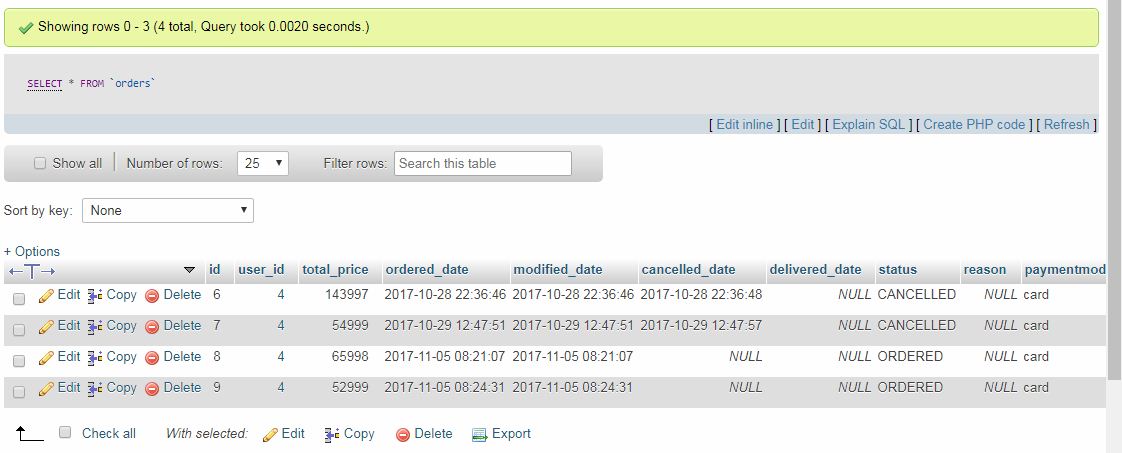 Showing rows 0 - 3 (4 total, Query took 0.0020 seconds.)
SELECT * FROM `orders`
[ Edit inline ] [ Edit ] [ Explain SQL ] [ Create PHP code ] [ Refresh ]
Show all | Number of rows: 25 Filter rows: Search this table
Sort by key: None
+ Options
id user_id total_price ordered_date modified_date cancelled_date delivered_date status reason paymentmod
Edit Copy Delete 6 4 143997 2017-10-28 22:36:46 2017-10-28 22:36:46 2017-10-28 22:36:48 NULL CANCELLED NULL card
Edit Copy Delete 7 4 54999 2017-10-29 12:47:51 2017-10-29 12:47:51 2017-10-29 12:47:57 NULL CANCELLED NULL card
Edit Copy Delete 8 4 65998 2017-11-05 08:21:07 2017-11-05 08:21:07 NULL NULL ORDERED NULL card
Edit Copy Delete 9 4 52999 2017-11-05 08:24:31 2017-11-05 08:24:31 NULL NULL ORDERED NULL card
Check all With selected: Edit Copy Delete Export